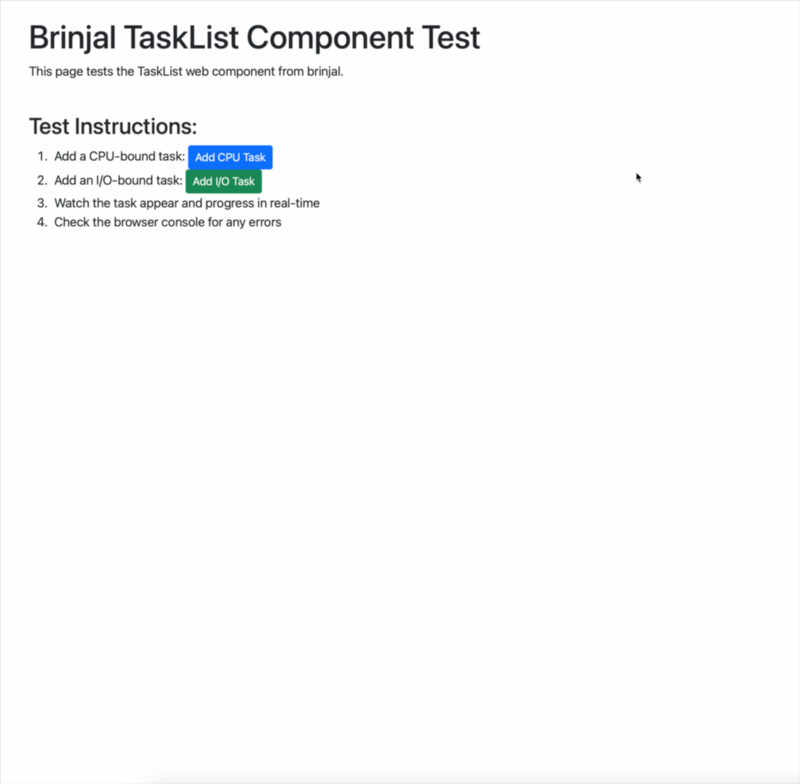 Brinjal TaskList Component Test
This page tests the TaskList web component from brinjal.
Test Instructions:
1. Add a CPU-bound task: Add CPU Task
2. Add an I/O-bound task: Add I/O Task
3. Watch the task appear and progress in real-time
4. Check the browser console for any errors